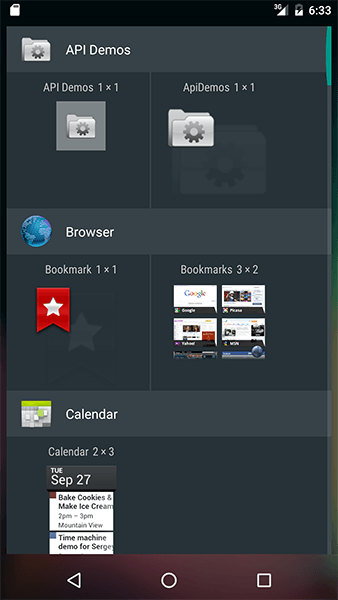 3G 6:33
API Demos
API Demos 1 × 1
ApiDemos 1 × 1
Browser
Bookmark 1 × 1
Bookmarks 3 × 2
Google
Google
Picasa
Yahoo!
MSN
Calendar
Calendar 2 × 3
TUE
Sep 27
Bake Cookies &
Make Ice Cream
2pm – 3pm
Mountain View
Time machine
demo for Serge